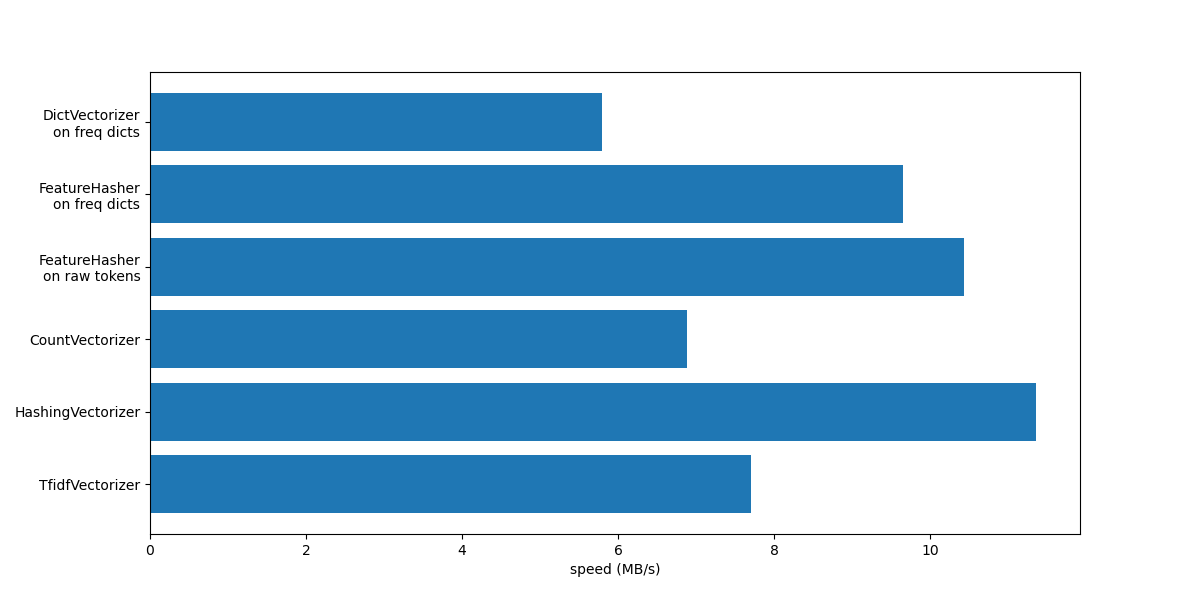 DictVectorizer
on freq dicts
FeatureHasher
on freq dicts
FeatureHasher
on raw tokens
CountVectorizer
HashingVectorizer
TfidfVectorizer
0 2 4 6 8 10
speed (MB/s)